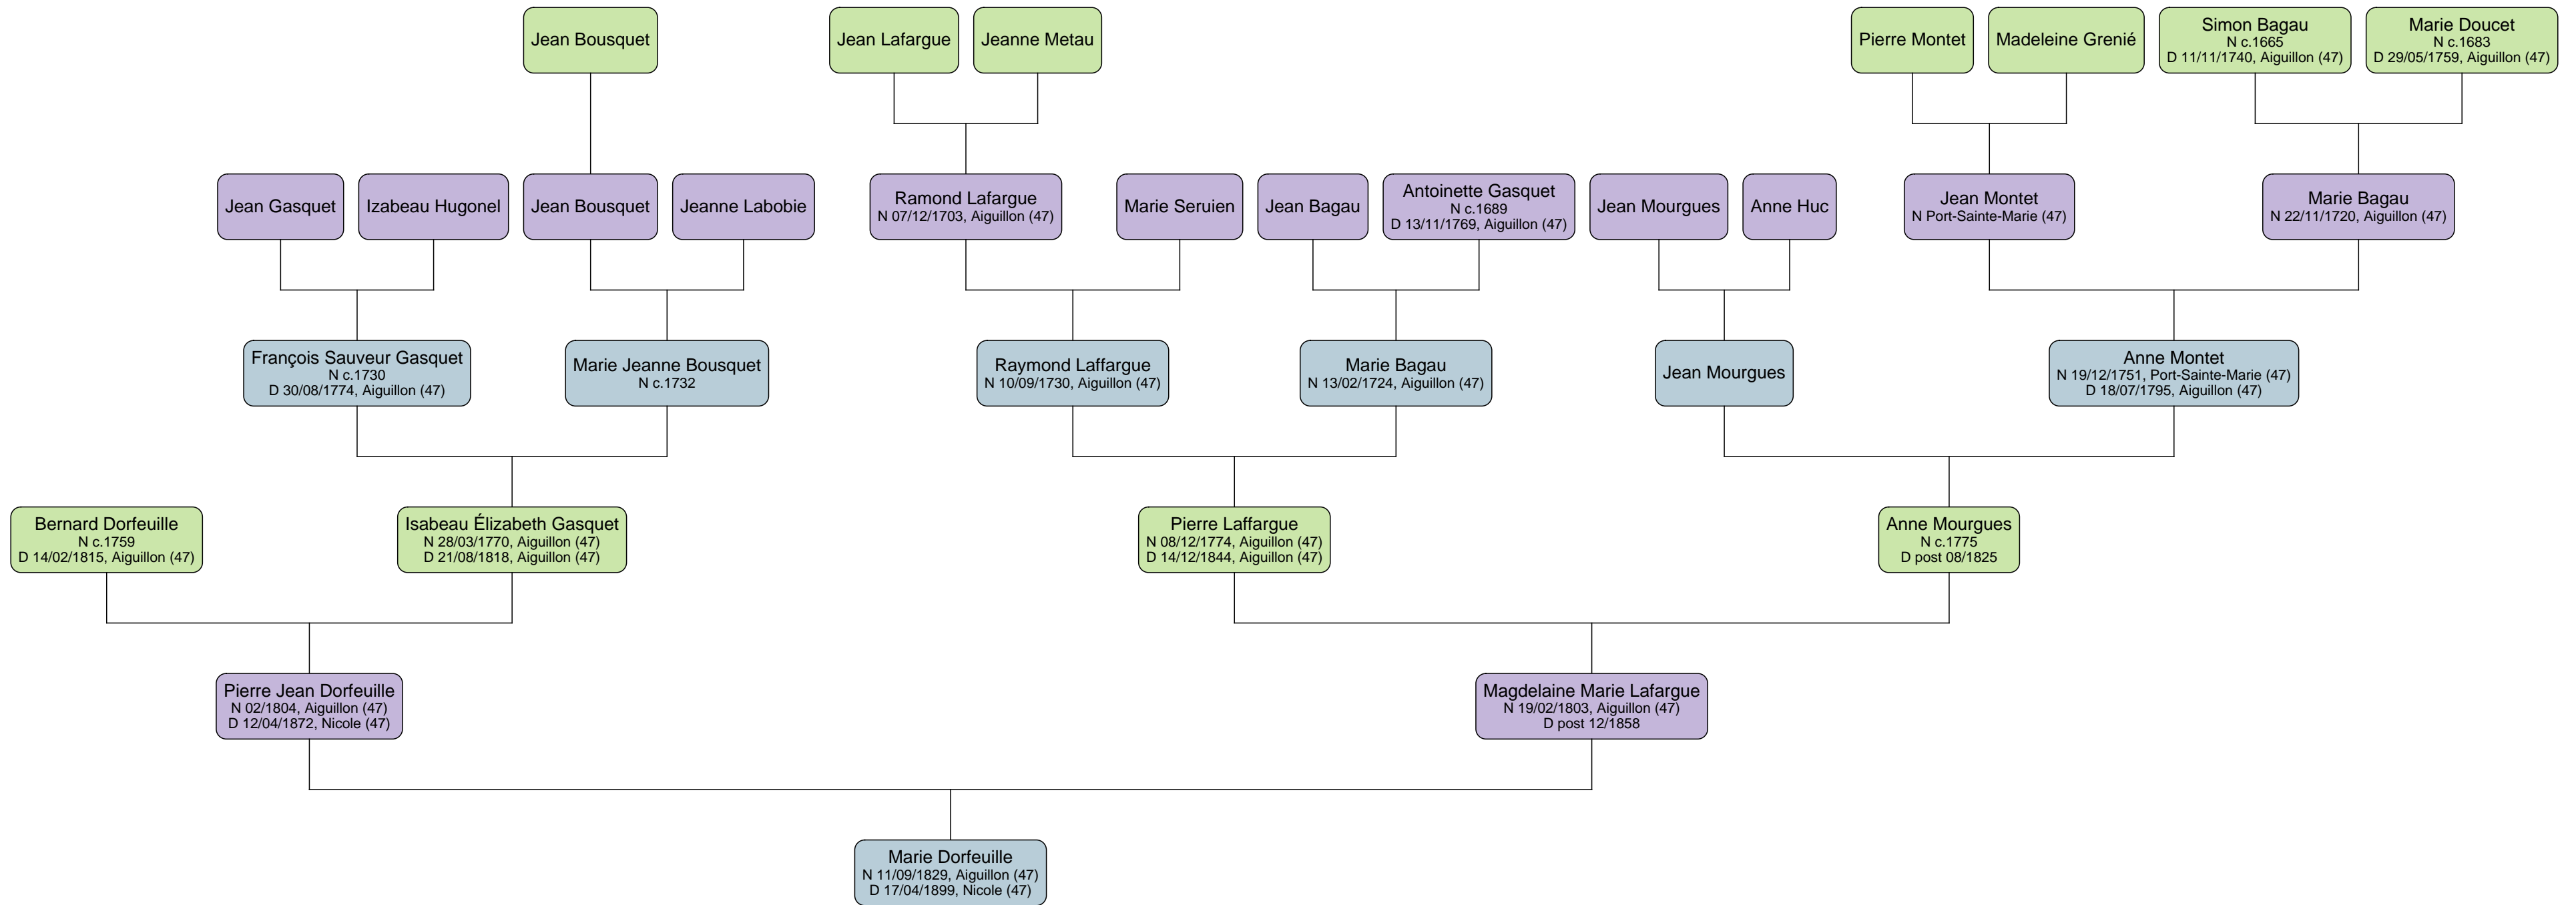 Jean Bousquet
Jean Lafargue
Jeanne Metau
Pierre Montet
Madeleine Grenié
Simon Bagau
N c.1665
D 11/11/1740, Aiguillon (47)
Marie Doucet
N c.1683
D 29/05/1759, Aiguillon (47)
Jean Gasquet
Izabeau Hugonel
Jean Bousquet
Jeanne Labobie
Ramond Lafargue
N 07/12/1703, Aiguillon (47)
Marie Seruien
Jean Bagau
Antoinette Gasquet
N c.1689
D 13/11/1769, Aiguillon (47)
Jean Mourgues
Anne Huc
Jean Montet
N Port-Sainte-Marie (47)
Marie Bagau
N 22/11/1720, Aiguillon (47)
François Sauveur Gasquet
N c.1730
D 30/08/1774, Aiguillon (47)
Marie Jeanne Bousquet
N c.1732
Raymond Laffargue
N 10/09/1730, Aiguillon (47)
Marie Bagau
N 13/02/1724, Aiguillon (47)
Jean Mourgues
Anne Montet
N 19/12/1751, Port-Sainte-Marie (47)
D 18/07/1795, Aiguillon (47)
Bernard Dorfeuille
N c.1759
D 14/02/1815, Aiguillon (47)
Isabeau Élizabeth Gasquet
N 28/03/1770, Aiguillon (47)
D 21/08/1818, Aiguillon (47)
Pierre Laffargue
N 08/12/1774, Aiguillon (47)
D 14/12/1844, Aiguillon (47)
Anne Mourgues
N c.1775
D post 08/1825
Pierre Jean Dorfeuille
N 02/1804, Aiguillon (47)
D 12/04/1872, Nicole (47)
Magdelaine Marie Lafargue
N 19/02/1803, Aiguillon (47)
D post 12/1858
Marie Dorfeuille
N 11/09/1829, Aiguillon (47)
D 17/04/1899, Nicole (47)